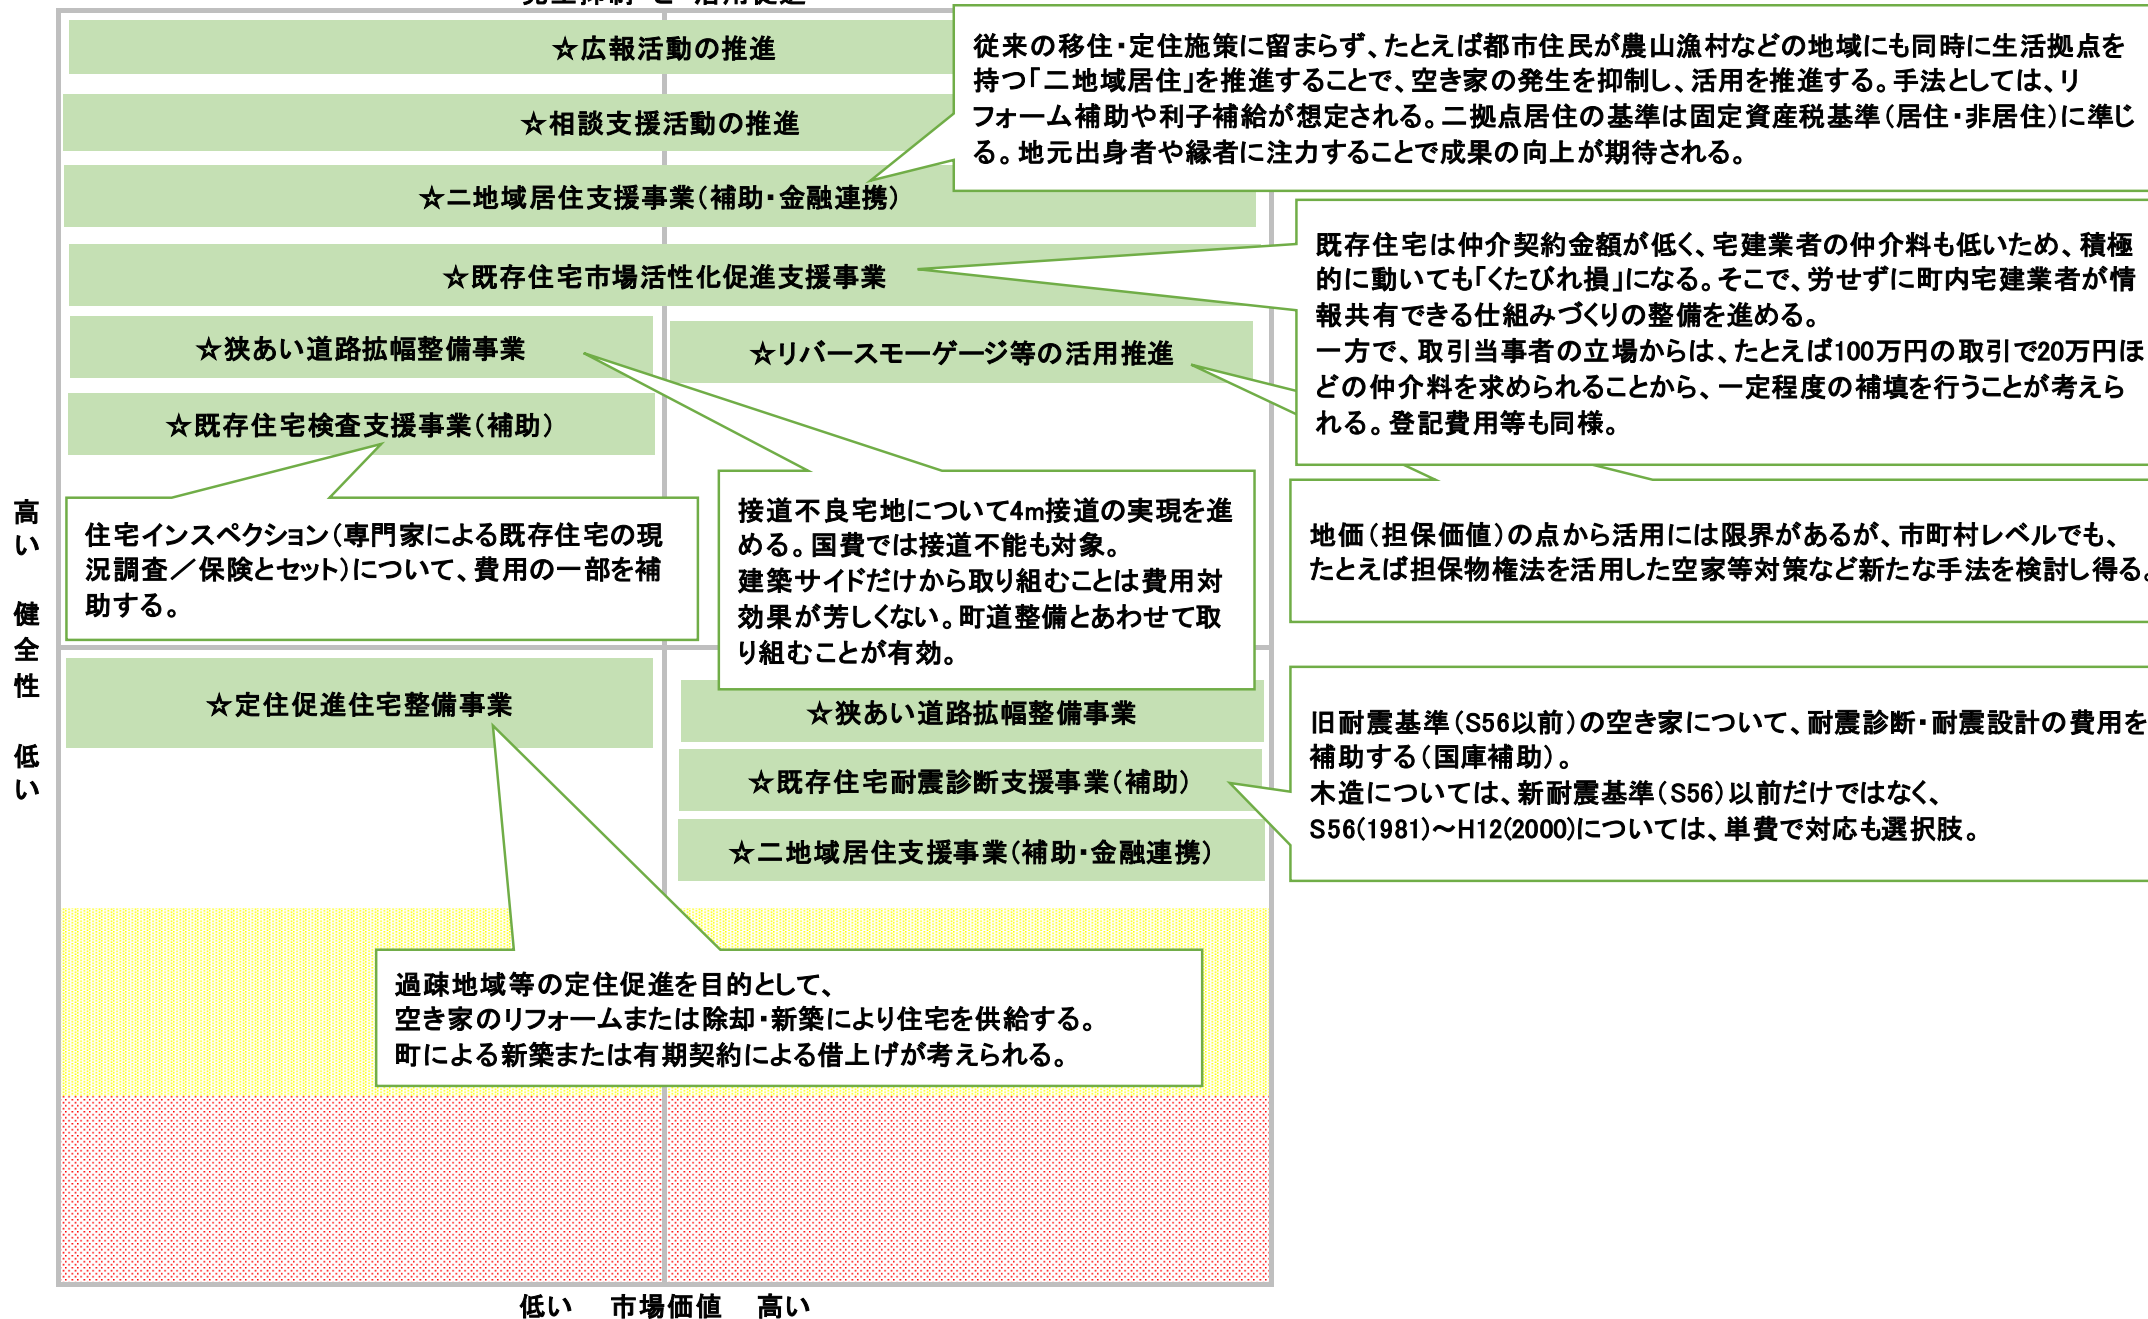 ☆広報活動の推進
従来の移住・定住施策に留まらず、たとえば都市住民が農山漁村などの地域にも同時に生活拠点を
持つ「二地域居住」を推進することで、空き家の発生を抑制し、活用を推進する。手法としては、リ
フォーム補助や利子補給が想定される。二拠点居住の基準は固定資産税基準（居住・非居住）に準じ
る。地元出身者や縁者に注力することで成果の向上が期待される。
☆相談支援活動の推進
☆二地域居住支援事業（補助・金融連携）
☆既存住宅市場活性化促進支援事業
既存住宅は仲介契約金額が低く、宅建業者の仲介料も低いため、積極
的に動いても「くたびれ損」になる。そこで、労せずに町内宅建業者が情
報共有できる仕組みづくりの整備を進める。
一方で、取引当事者の立場からは、たとえば100万円の取引で20万円ほ
どの仲介料を求められることから、一定程度の補填を行うことが考えら
れる。登記費用等も同様。
☆狭あい道路拡幅整備事業
☆リバースモーゲージ等の活用推進
☆既存住宅検査支援事業（補助）
住宅インスペクション（専門家による既存住宅の現
況調査／保険とセット）について、費用の一部を補
助する。
接道不良宅地について4m接道の実現を進
める。国費では接道不能も対象。
建築サイドだけから取り組むことは費用対
効果が芳しくない。町道整備とあわせて取
り組むことが有効。
地価（担保価値）の点から活用には限界があるが、市町村レベルでも、
たとえば担保物権法を活用した空家等対策など新たな手法を検討し得る。
高い　健全性　低い
☆定住促進住宅整備事業
☆狭あい道路拡幅整備事業
☆既存住宅耐震診断支援事業（補助）
☆二地域居住支援事業（補助・金融連携）
旧耐震基準（S56以前）の空き家について、耐震診断・耐震設計の費用を
補助する（国庫補助）。
木造については、新耐震基準（S56）以前だけではなく、
S56(1981)～H12(2000)については、単費で対応も選択肢。
過疎地域等の定住促進を目的として、
空き家のリフォームまたは除却・新築により住宅を供給する。
町による新築または有期契約による借上げが考えられる。
低い　市場価値　高い